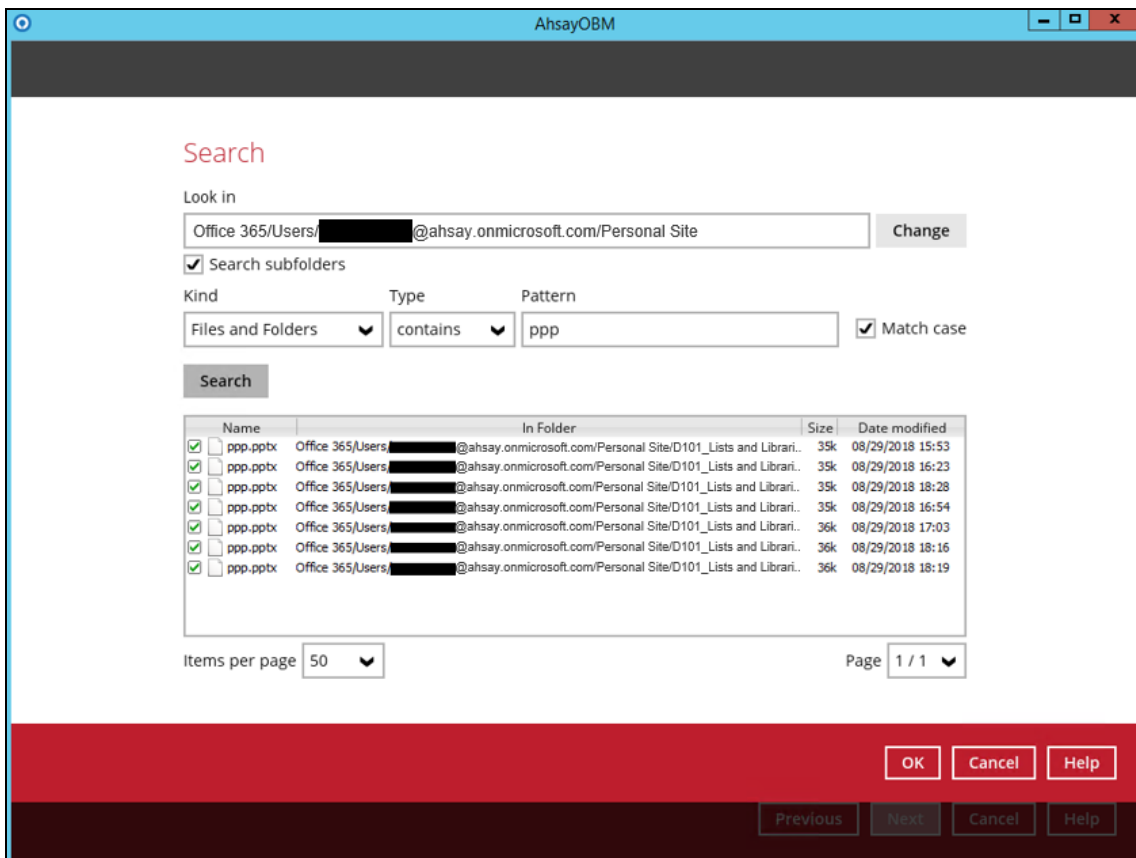 AhsayOBM
Search
Look in
Office 365/Users/ @ahsay.onmicrosoft.com/Personal Site Change
Search subfolders
Kind Type Pattern
Files and Folders contains ppp Match case
Search
Name In Folder Size Date modified
ppp.pptx Office 365/Users/ @ahsay.onmicrosoft.com/Personal Site/D101_Lists and Librari.. 35k 08/29/2018 15:53
ppp.pptx Office 365/Users/ @ahsay.onmicrosoft.com/Personal Site/D101_Lists and Librari.. 35k 08/29/2018 16:23
ppp.pptx Office 365/Users/ @ahsay.onmicrosoft.com/Personal Site/D101_Lists and Librari.. 35k 08/29/2018 18:28
ppp.pptx Office 365/Users/ @ahsay.onmicrosoft.com/Personal Site/D101_Lists and Librari.. 35k 08/29/2018 16:54
ppp.pptx Office 365/Users/ @ahsay.onmicrosoft.com/Personal Site/D101_Lists and Librari.. 36k 08/29/2018 17:03
ppp.pptx Office 365/Users/ @ahsay.onmicrosoft.com/Personal Site/D101_Lists and Librari.. 36k 08/29/2018 18:16
ppp.pptx Office 365/Users/ @ahsay.onmicrosoft.com/Personal Site/D101_Lists and Librari.. 36k 08/29/2018 18:19
Items per page 50 Page 1 / 1
OK Cancel Help
Previous Next Cancel Help